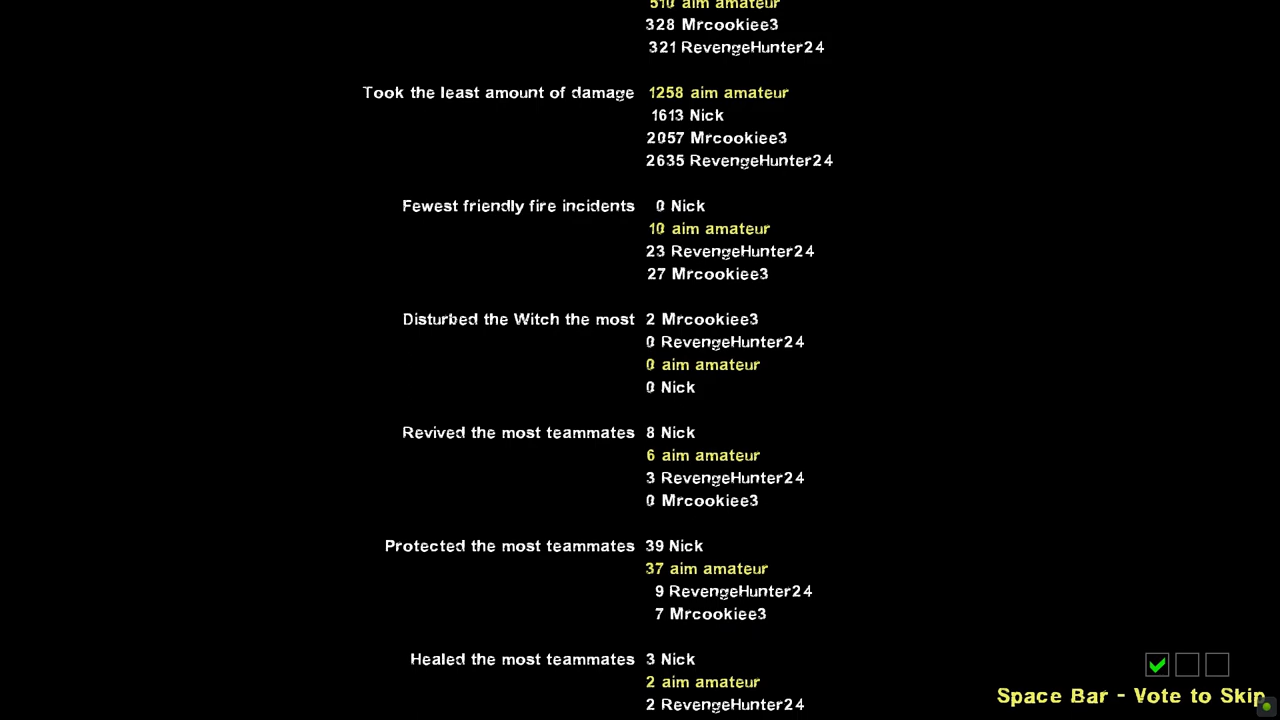 510 aim amateur
328 Mrcookiee3
321 RevengeHunter24
Took the least amount of damage 1258 aim amateur
1613 Nick
2057 Mrcookiee3
2635 RevengeHunter24
Fewest friendly fire incidents 0 Nick
10 aim amateur
23 RevengeHunter24
27 Mrcookiee3
Disturbed the Witch the most 2 Mrcookiee3
0 RevengeHunter24
0 aim amateur
0 Nick
Revived the most teammates 8 Nick
6 aim amateur
3 RevengeHunter24
0 Mrcookiee3
Protected the most teammates 39 Nick
37 aim amateur
9 RevengeHunter24
7 Mrcookiee3
Healed the most teammates 3 Nick
2 aim amateur
2 RevengeHunter24
Space Bar - Vote to Skip